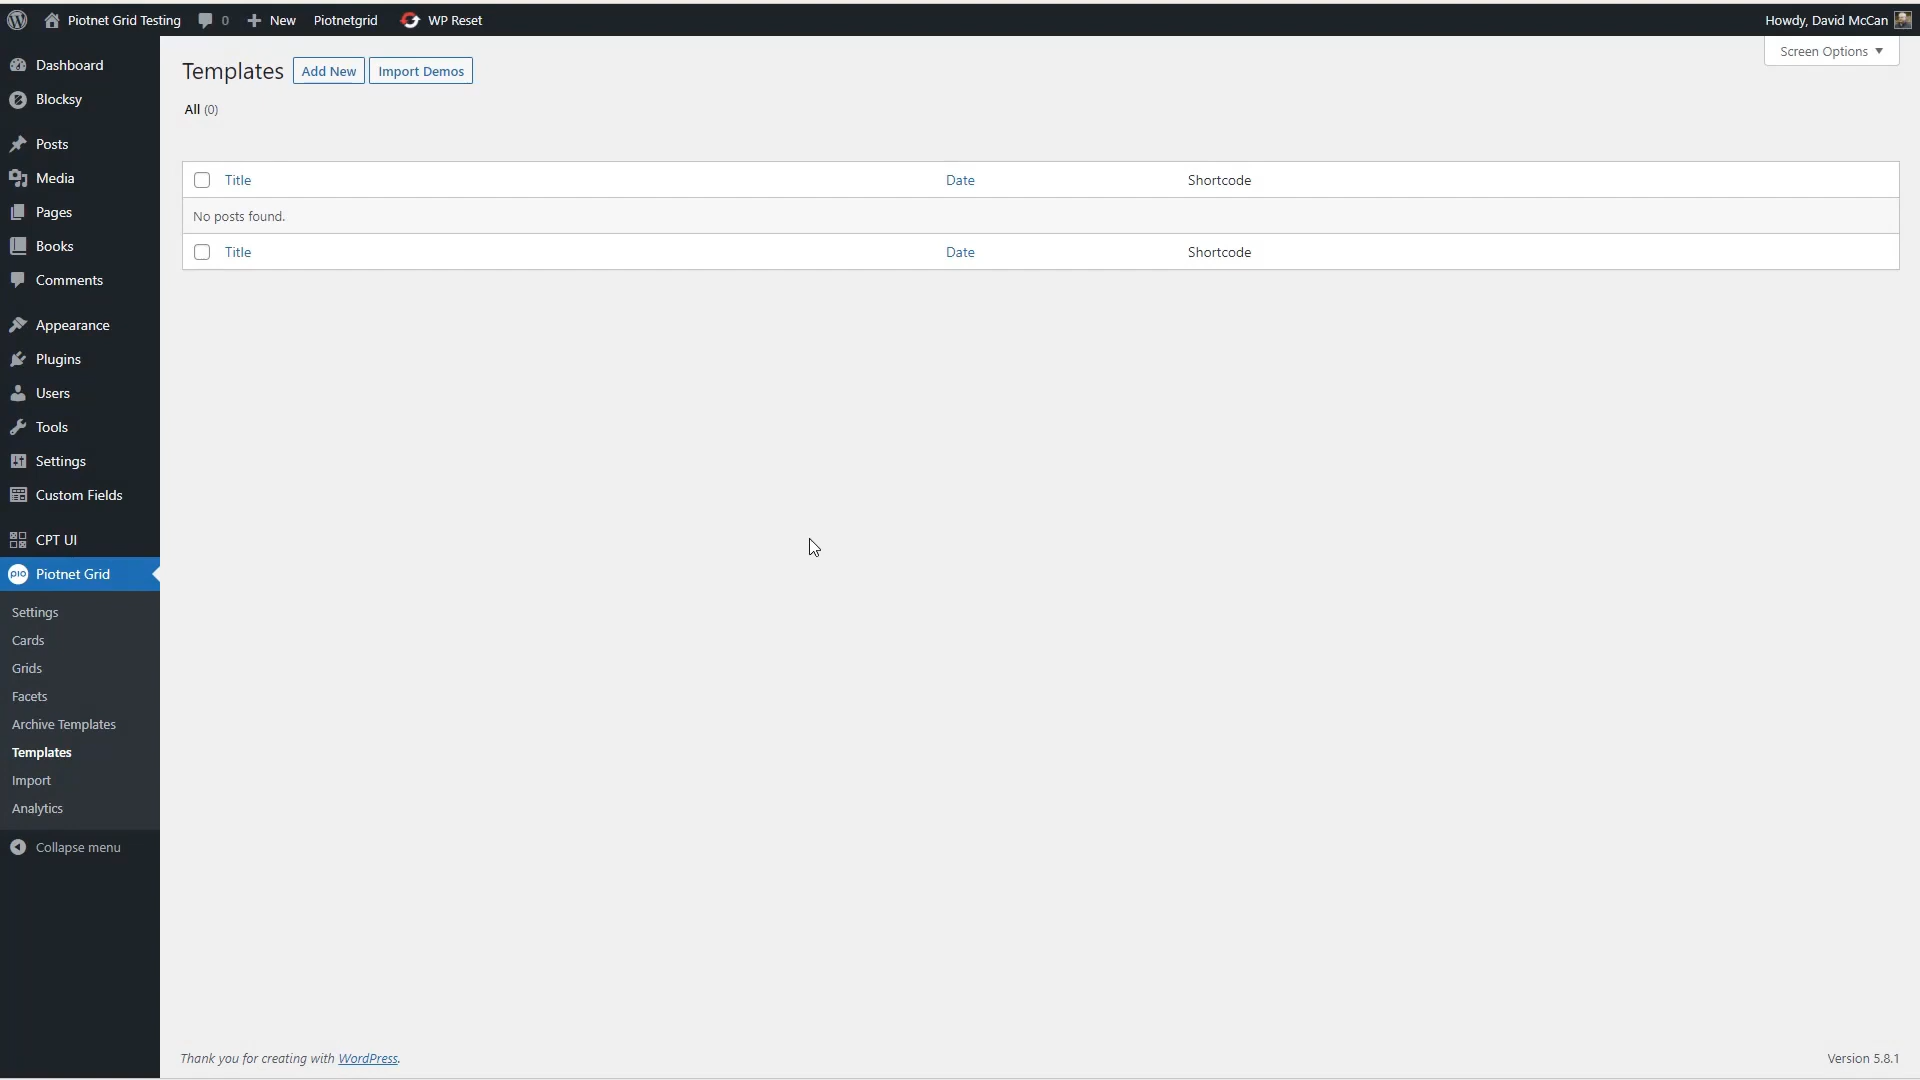 Piotnet Grid Testing 0 New Piotnetgrid WP Reset Howdy, David McCan
Screen Options
Dashboard
Blocksy
Posts
Media
Pages
Books
Comments
Appearance
Plugins
Users
Tools
Settings
Custom Fields
CPT UI
pio Piotnet Grid
Settings
Cards
Grids
Facets
Archive Templates
Templates
Import
Analytics
Collapse menu
Templates Add New Import Demos
All (0)
Title Date Shortcode
No posts found.
Title Date Shortcode
Thank you for creating with WordPress. Version 5.8.1